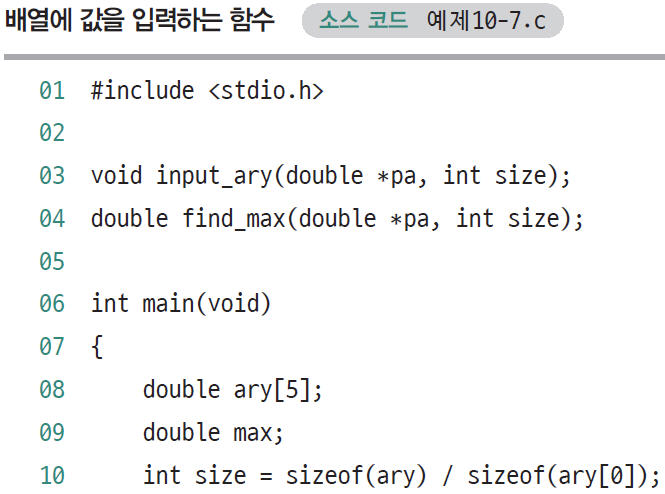 배열에 값을 입력하는 함수 소스 코드 예제10-7.c
01 #include <stdio.h>
02
03 void input_ary(double *pa, int size);
04 double find_max(double *pa, int size);
05
06 int main(void)
07 {
08 double ary[5];
09 double max;
10 int size = sizeof(ary) / sizeof(ary[0]);